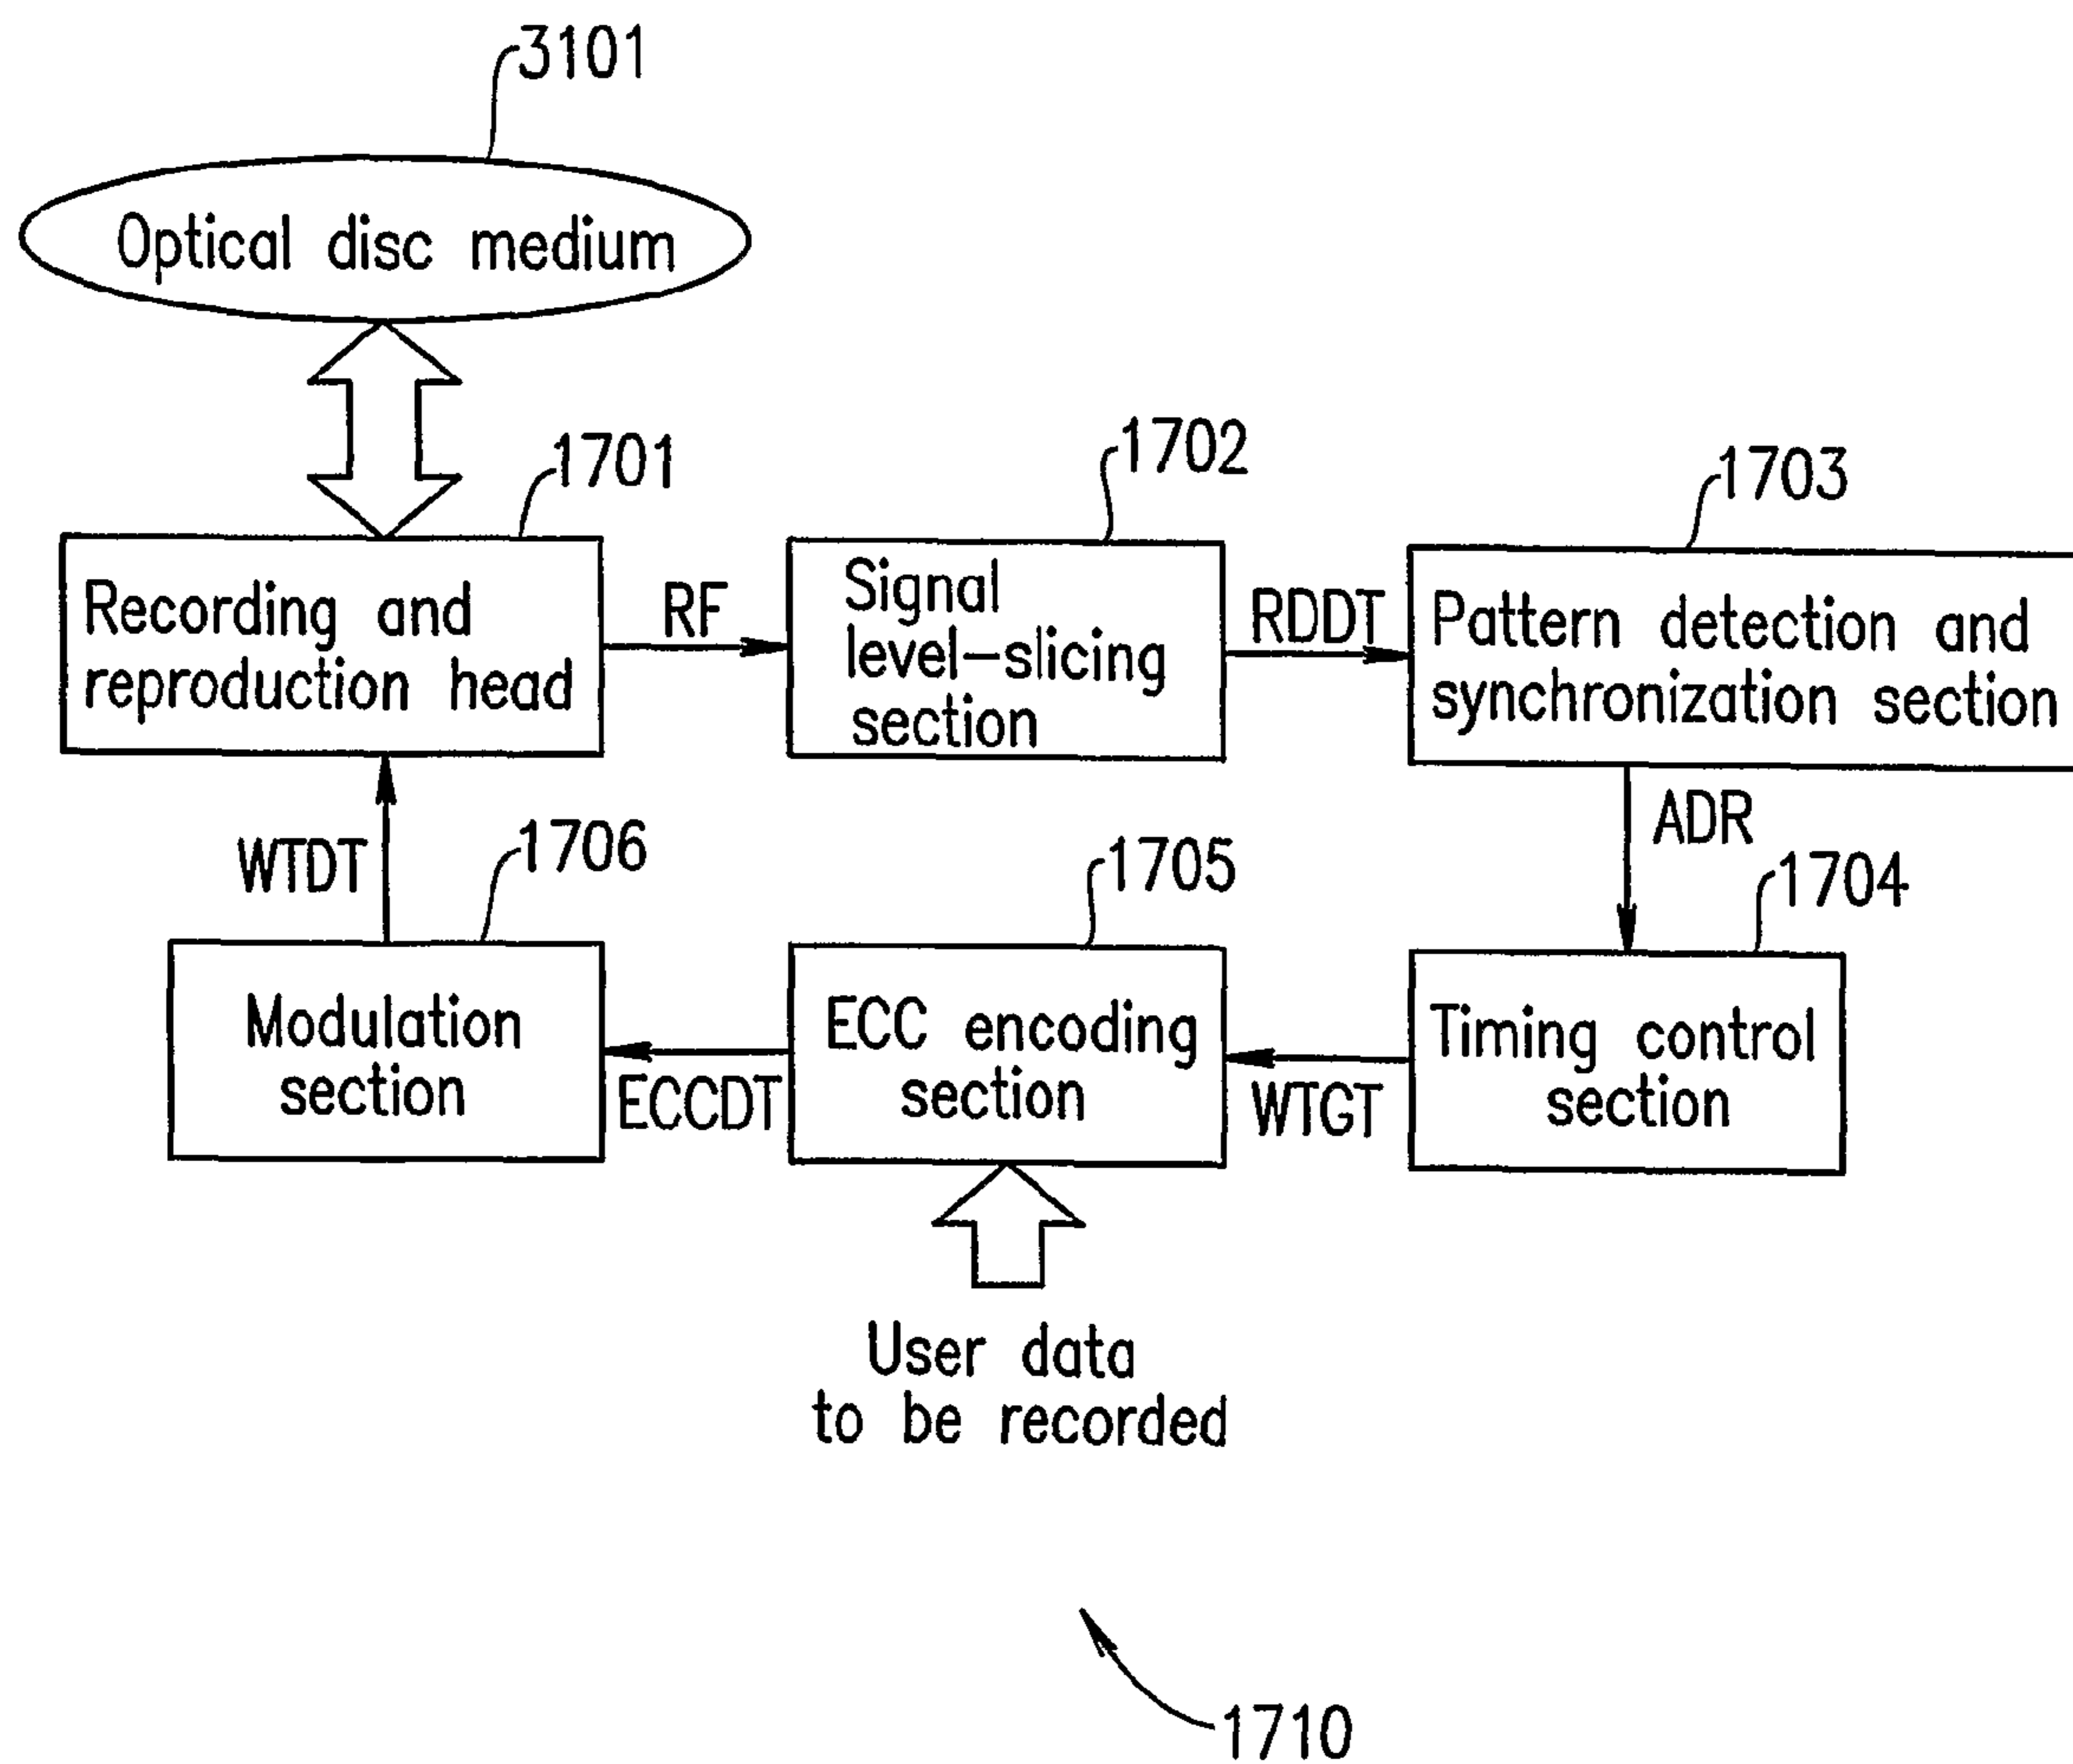 3101
Optical disc medium
1701
1702
1703
Recording and
reproduction head
RF
Signal
level-slicing
section
RDDT
Pattern detection and
synchronization section
WTDT
1706
1705
ADR
1704
Modulation
section
ECCDT
ECC encoding
section
WTGT
Timing control
section
User data
to be recorded
1710